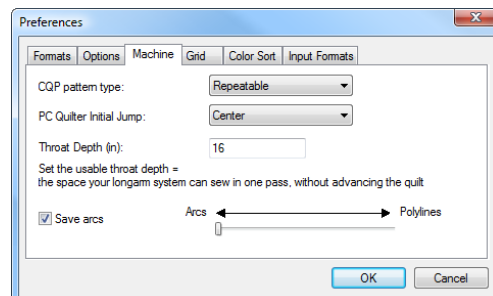 Preferences
Formats Options Machine Grid Color Sort Input Formats
CQP pattern type: Repeatable
PC Quilter Initial Jump: Center
Throat Depth (in): 16
Set the usable throat depth =
the space your longarm system can sew in one pass, without advancing the quilt
Save arcs Arcs Polylines
OK Cancel